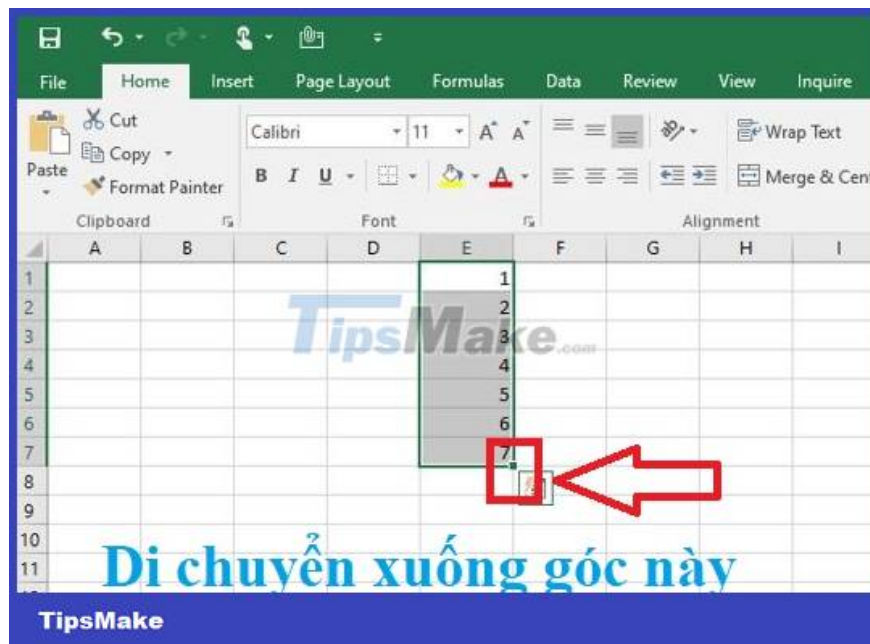 File Home Insert Page Layout Formulas Data Review View Inquire
Cut
Calibri 11 A A Wrap Text
Copy
Paste
B I U A Merge & Cen
Format Painter
Clipboard Font Alignment
A B C D E F G H I
1 1
2 2
TipsMake.com
3 3
4 4
5 5
6 6
7 7
8
9
10
11
Di chuyển xuống góc này
TipsMake